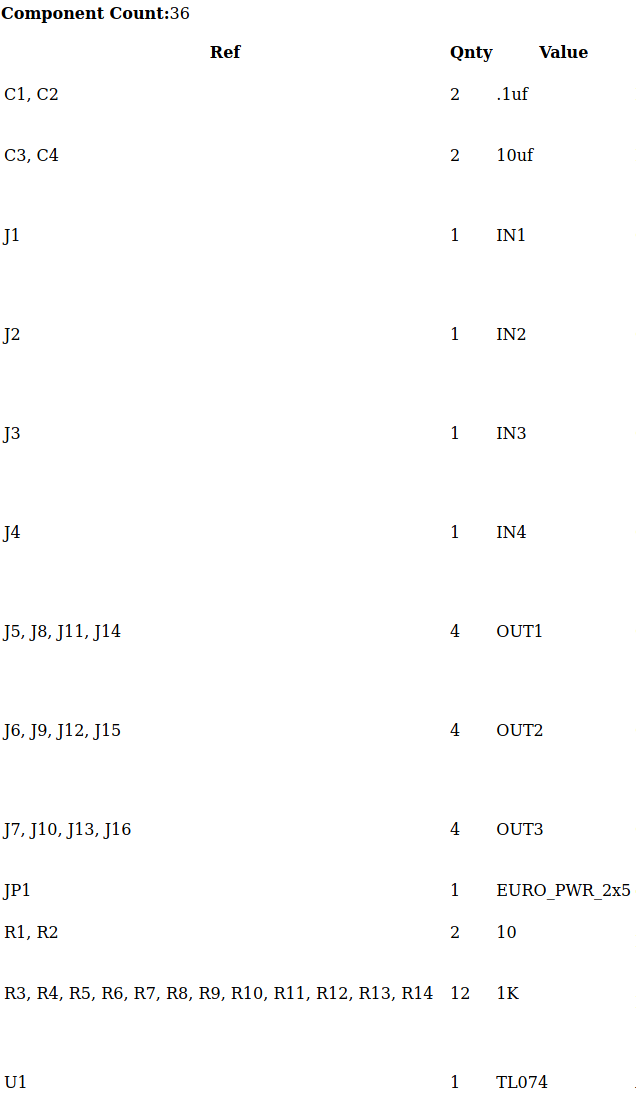 Component Count:36
Ref Qnty Value
C1, C2 2 .1uf
C3, C4 2 10uf
J1 1 IN1
J2 1 IN2
J3 1 IN3
J4 1 IN4
J5, J8, J11, J14 4 OUT1
J6, J9, J12, J15 4 OUT2
J7, J10, J13, J16 4 OUT3
JP1 1 EURO_PWR_2x5
R1, R2 2 10
R3, R4, R5, R6, R7, R8, R9, R10, R11, R12, R13, R14 12 1K
U1 1 TL074